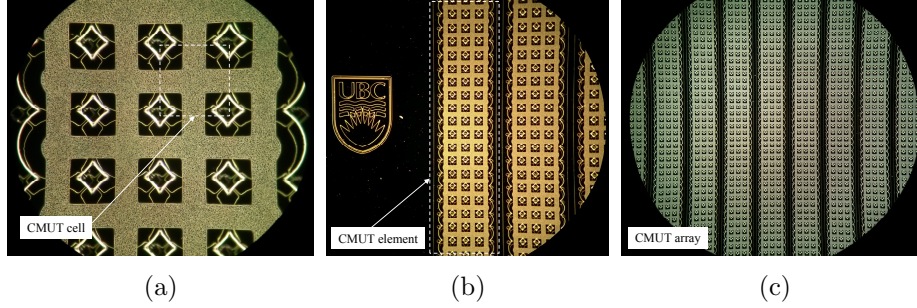 UBC
CMUT cell
CMUT element
CMUT array
(a)
(b)
(c)